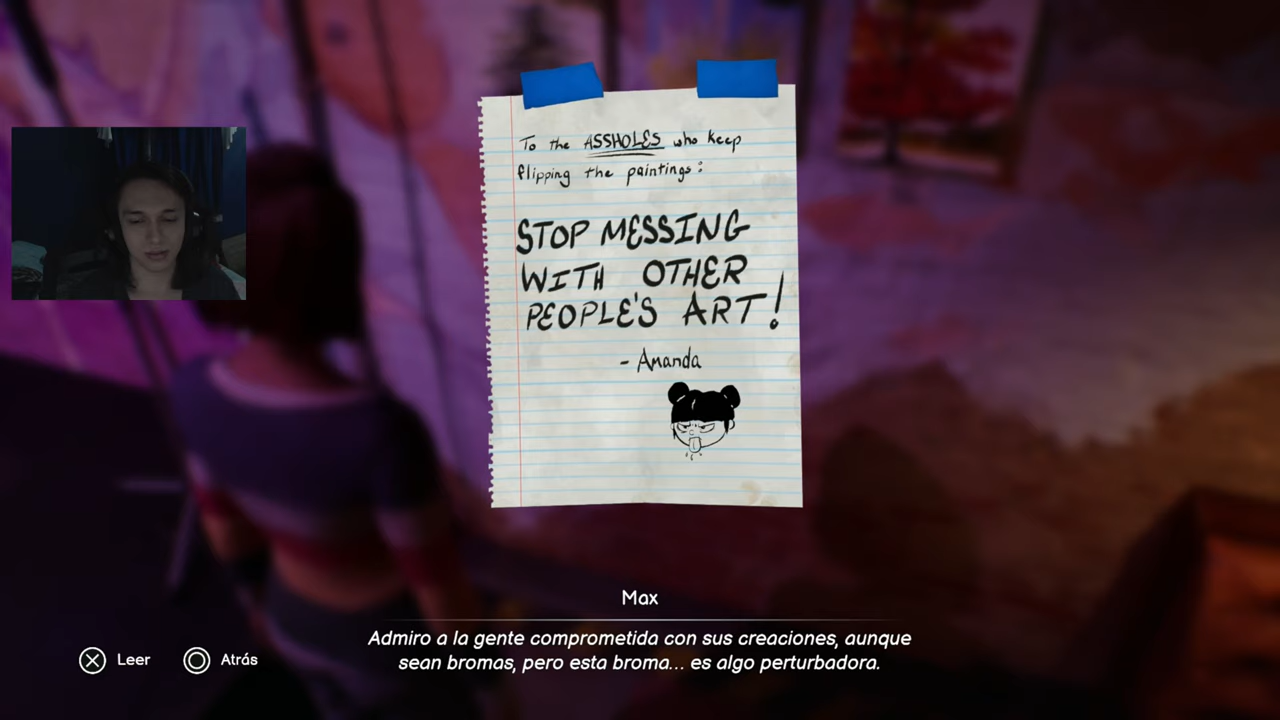 To the ASSHOLES who keep
flipping the paintings:
STOP MESSING
WITH OTHER
PEOPLE'S ART!
- Amanda
Max
Admiro a la gente comprometida con sus creaciones, aunque
sean bromas, pero esta broma... es algo perturbadora.
Leer
Atrás